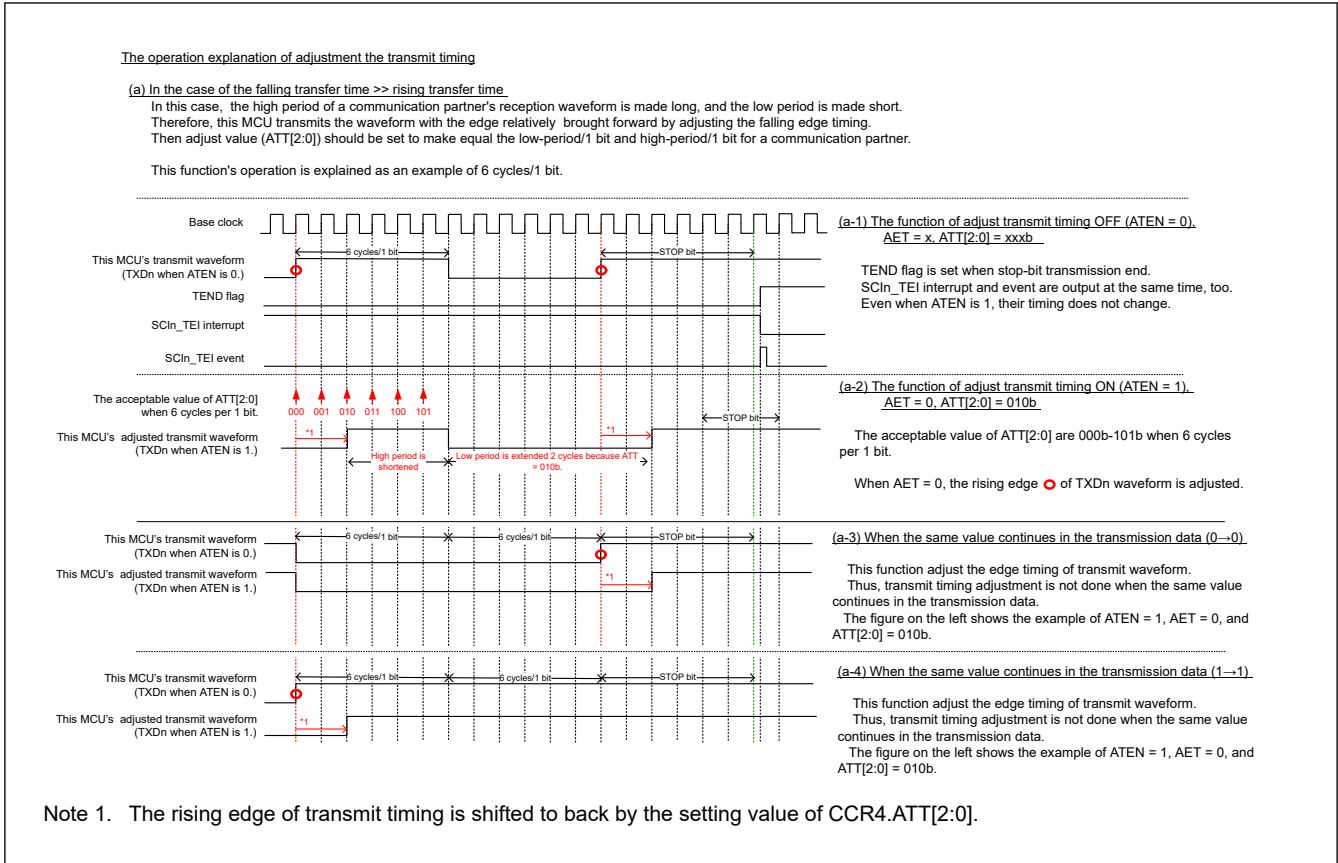 The operation explanation of adjustment the transmit timing
(a) In the case of the falling transfer time >> rising transfer time
In this case, the high period of a communication partner's reception waveform is made long, and the low period is made short.
Therefore, this MCU transmits the waveform with the edge relatively brought forward by adjusting the falling edge timing.
Then adjust value (ATT[2:0]) should be set to make equal the low-period/1 bit and high-period/1 bit for a communication partner.
This function's operation is explained as an example of 6 cycles/1 bit.
Base clock
6 cycles/1 bit
STOP bit
This MCU's transmit waveform
(TXDn when ATEN is 0.)
TEND flag
SCIn_TEI interrupt
SCIn_TEI event
(a-1) The function of adjust transmit timing OFF (ATEN = 0),
AET = x, ATT[2:0] = xxxb
TEND flag is set when stop-bit transmission end.
SCIn_TEI interrupt and event are output at the same time, too.
Even when ATEN is 1, their timing does not change.
The acceptable value of ATT[2:0]
when 6 cycles per 1 bit.
000 001 010 011 100 101
STOP bit
This MCU's adjusted transmit waveform
(TXDn when ATEN is 1.)
*1
*1
High period is
shortened
Low period is extended 2 cycles because ATT
= 010b.
(a-2) The function of adjust transmit timing ON (ATEN = 1),
AET = 0, ATT[2:0] = 010b
The acceptable value of ATT[2:0] are 000b-101b when 6 cycles
per 1 bit.
When AET = 0, the rising edge of TXDn waveform is adjusted.
This MCU's transmit waveform
(TXDn when ATEN is 0.)
6 cycles/1 bit
6 cycles/1 bit
STOP bit
This MCU's adjusted transmit waveform
(TXDn when ATEN is 1.)
*1
(a-3) When the same value continues in the transmission data (0→0)
This function adjust the edge timing of transmit waveform.
Thus, transmit timing adjustment is not done when the same value
continues in the transmission data.
The figure on the left shows the example of ATEN = 1, AET = 0, and
ATT[2:0] = 010b.
This MCU's transmit waveform
(TXDn when ATEN is 0.)
6 cycles/1 bit
6 cycles/1 bit
STOP bit
This MCU's adjusted transmit waveform
(TXDn when ATEN is 1.)
*1
(a-4) When the same value continues in the transmission data (1→1)
This function adjust the edge timing of transmit waveform.
Thus, transmit timing adjustment is not done when the same value
continues in the transmission data.
The figure on the left shows the example of ATEN = 1, AET = 0, and
ATT[2:0] = 010b.
Note 1. The rising edge of transmit timing is shifted to back by the setting value of CCR4.ATT[2:0].